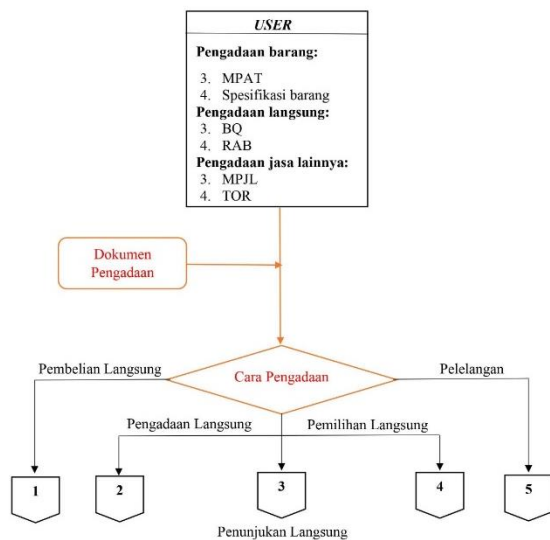 USER
Pengadaan barang:
3. MPAT
4. Spesifikasi barang
Pengadaan langsung:
3. BQ
4. RAB
Pengadaan jasa lainnya:
3. MPJL
4. TOR
Dokumen
Pengadaan
Cara Pengadaan
Pembelian Langsung
Pelelangan
Pengadaan Langsung
Pemilihan Langsung
1
2
3
4
5
Penunjukan Langsung